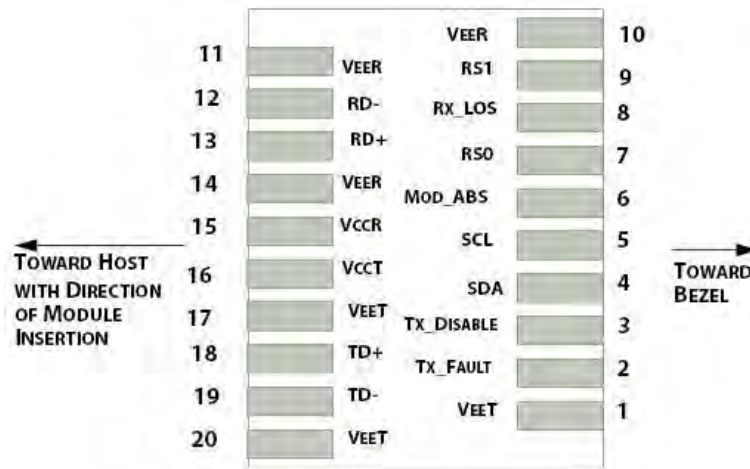 11 VEER
12 RD-
13 RD+
14 VEER
15 VCCR
16 VCCT
17 VEET
18 TD+
19 TD-
20 VEET
VEER 10
RS1 9
RX_LOS 8
RS0 7
MOD_ABS 6
SCL 5
SDA 4
TX_DISABLE 3
TX_FAULT 2
VEET 1
TOWARD HOST
WITH DIRECTION
OF MODULE
INSERTION
TOWARD
BEZEL